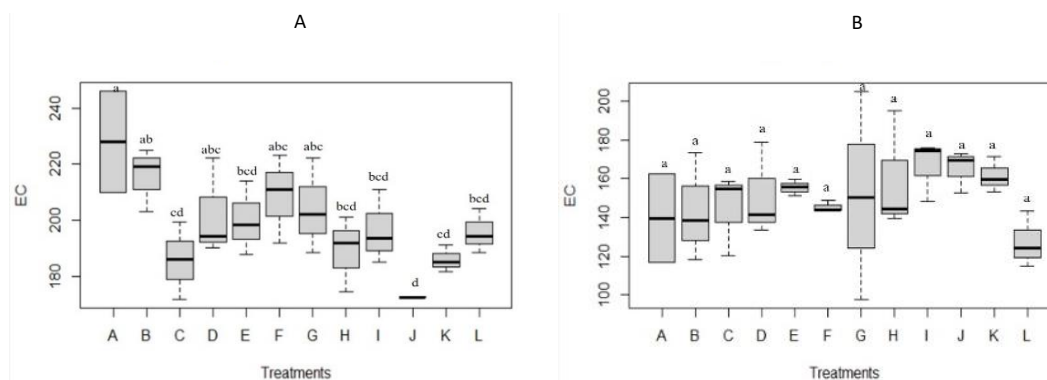 A
EC
240
220
200
180
a
ab
cd
abc
bcd
abc
abc
bcd
bcd
d
cd
bcd
A B C D E F G H I J K L
Treatments
B
EC
200
180
160
140
120
100
a
a
a
a
a
a
a
a
a
a
a
a
A B C D E F G H I J K L
Treatments